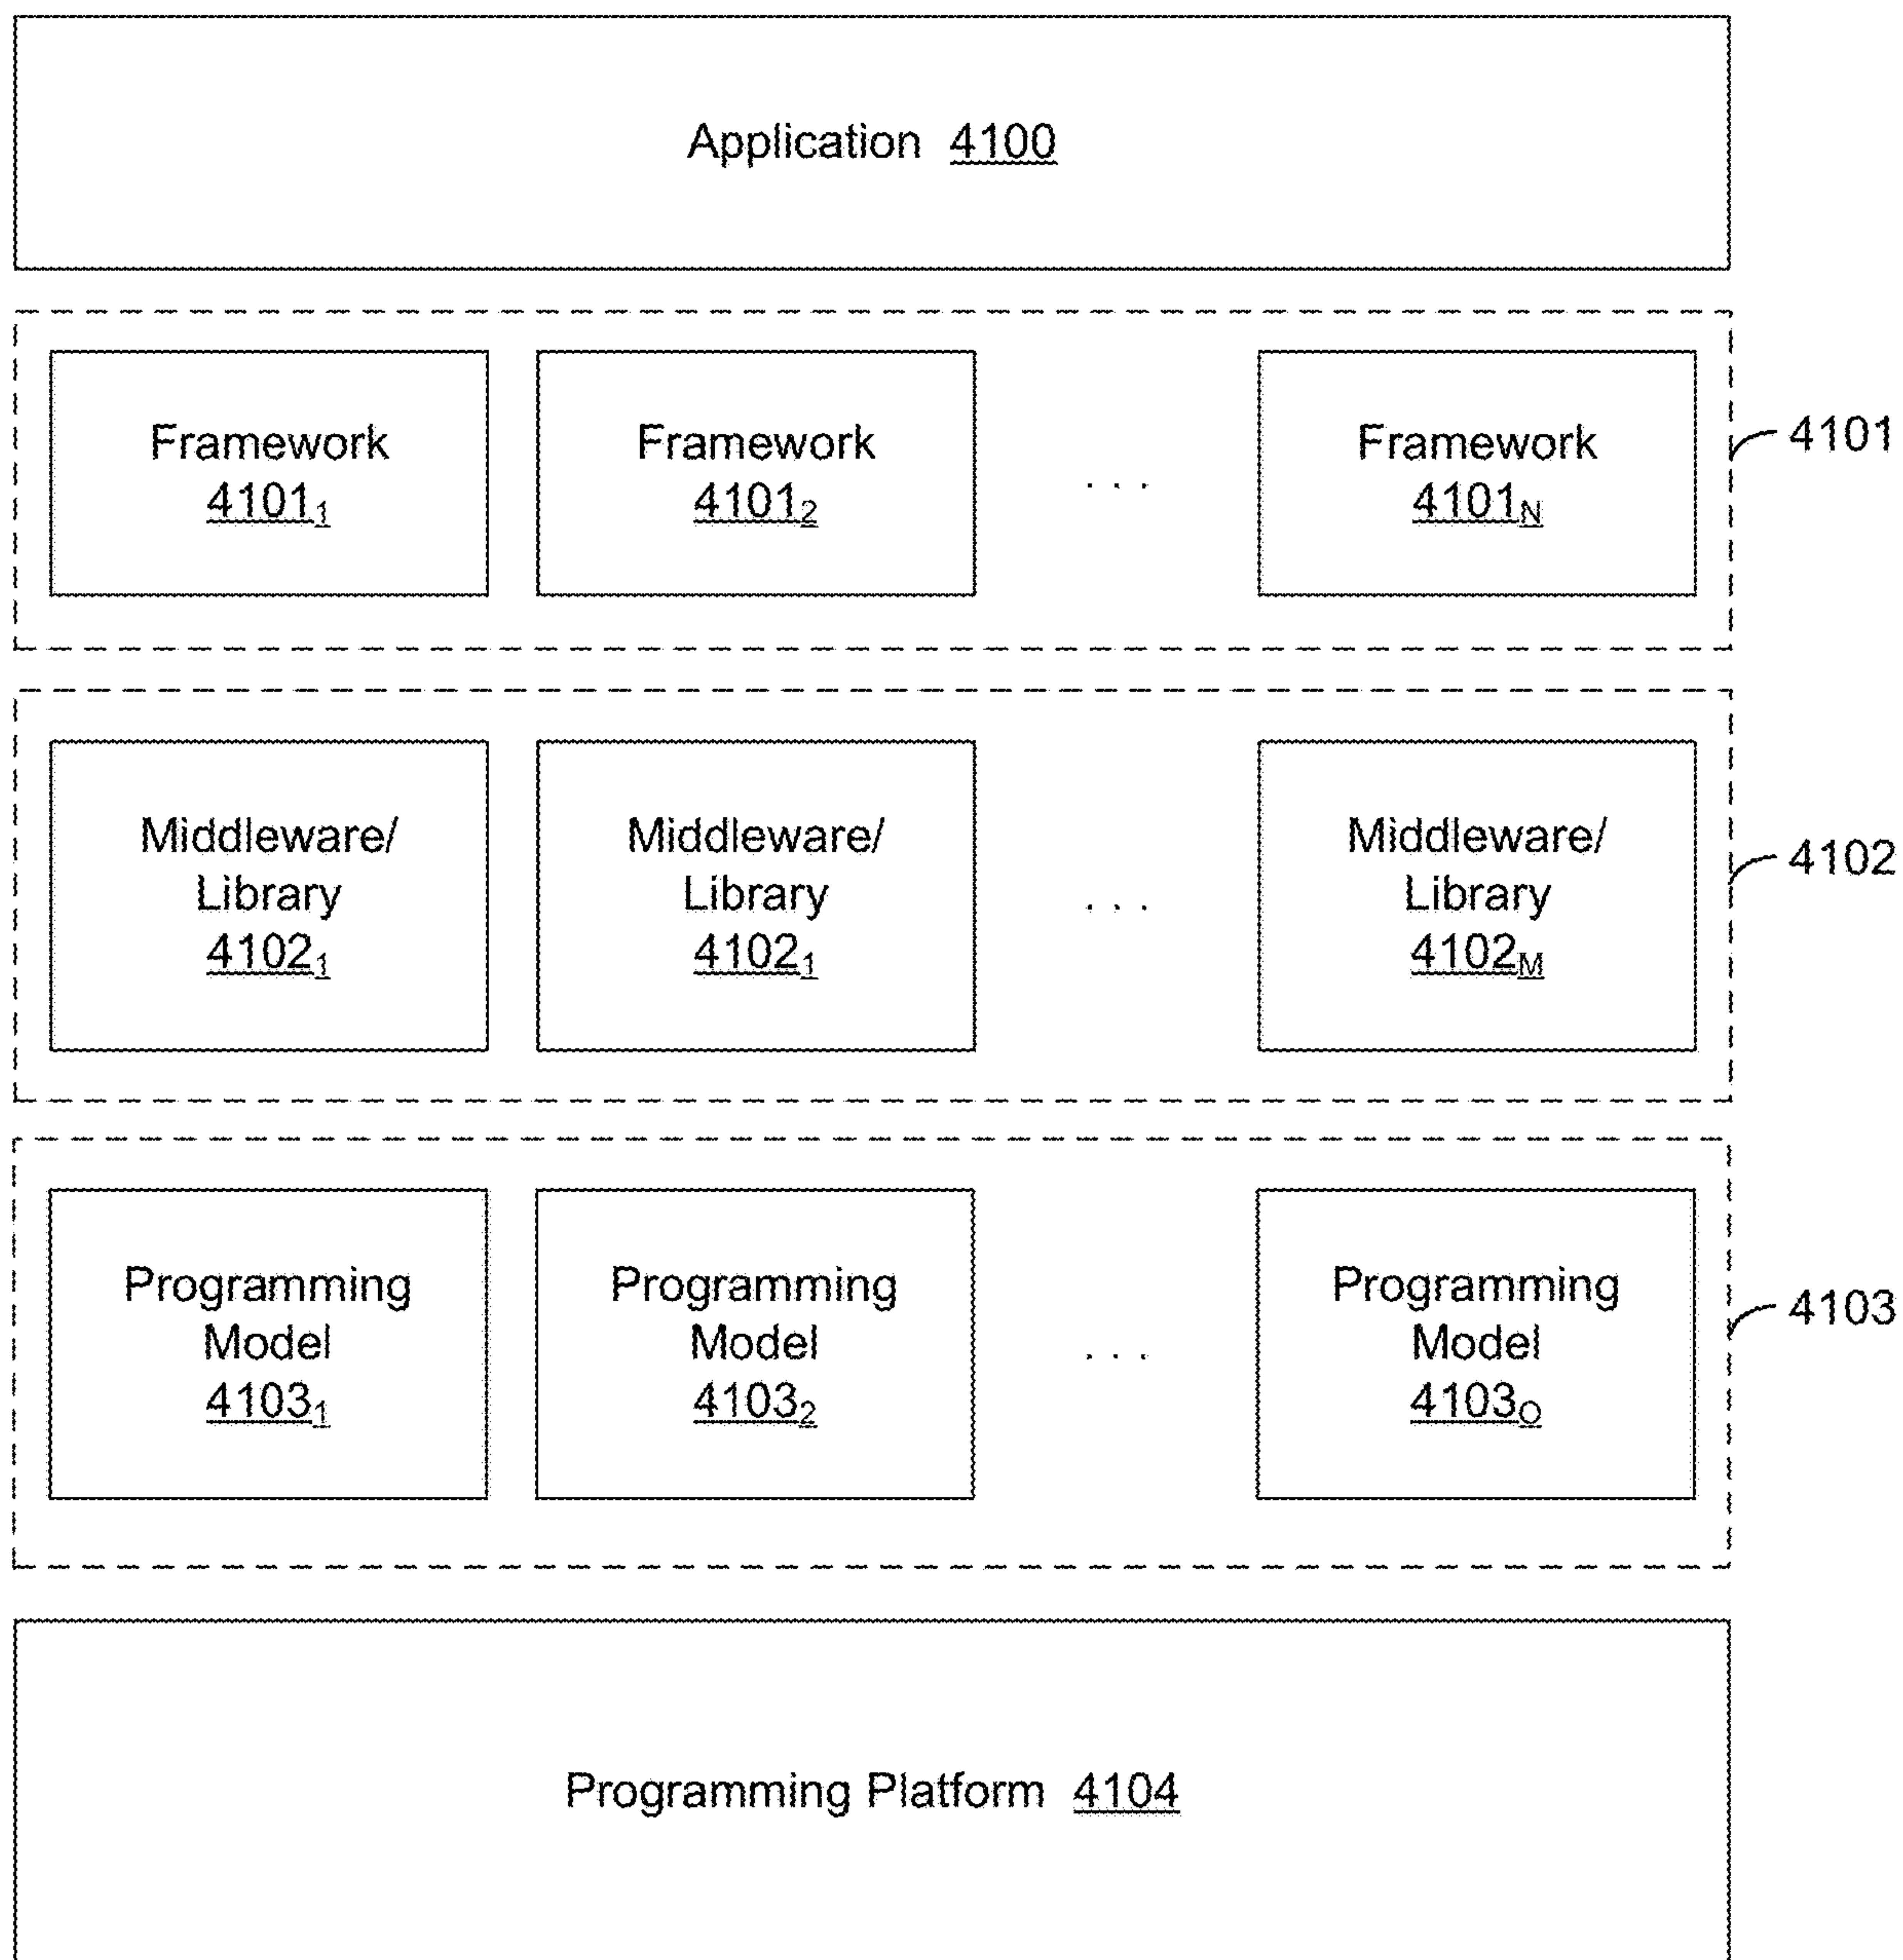 Application 4100
Framework
4101₁
Framework
4101₂
. . .
Framework
4101N
4101
Middleware/
Library
4102₁
Middleware/
Library
4102₁
. . .
Middleware/
Library
4102M
4102
Programming
Model
4103₁
Programming
Model
4103₂
. . .
Programming
Model
4103O
4103
Programming Platform 4104